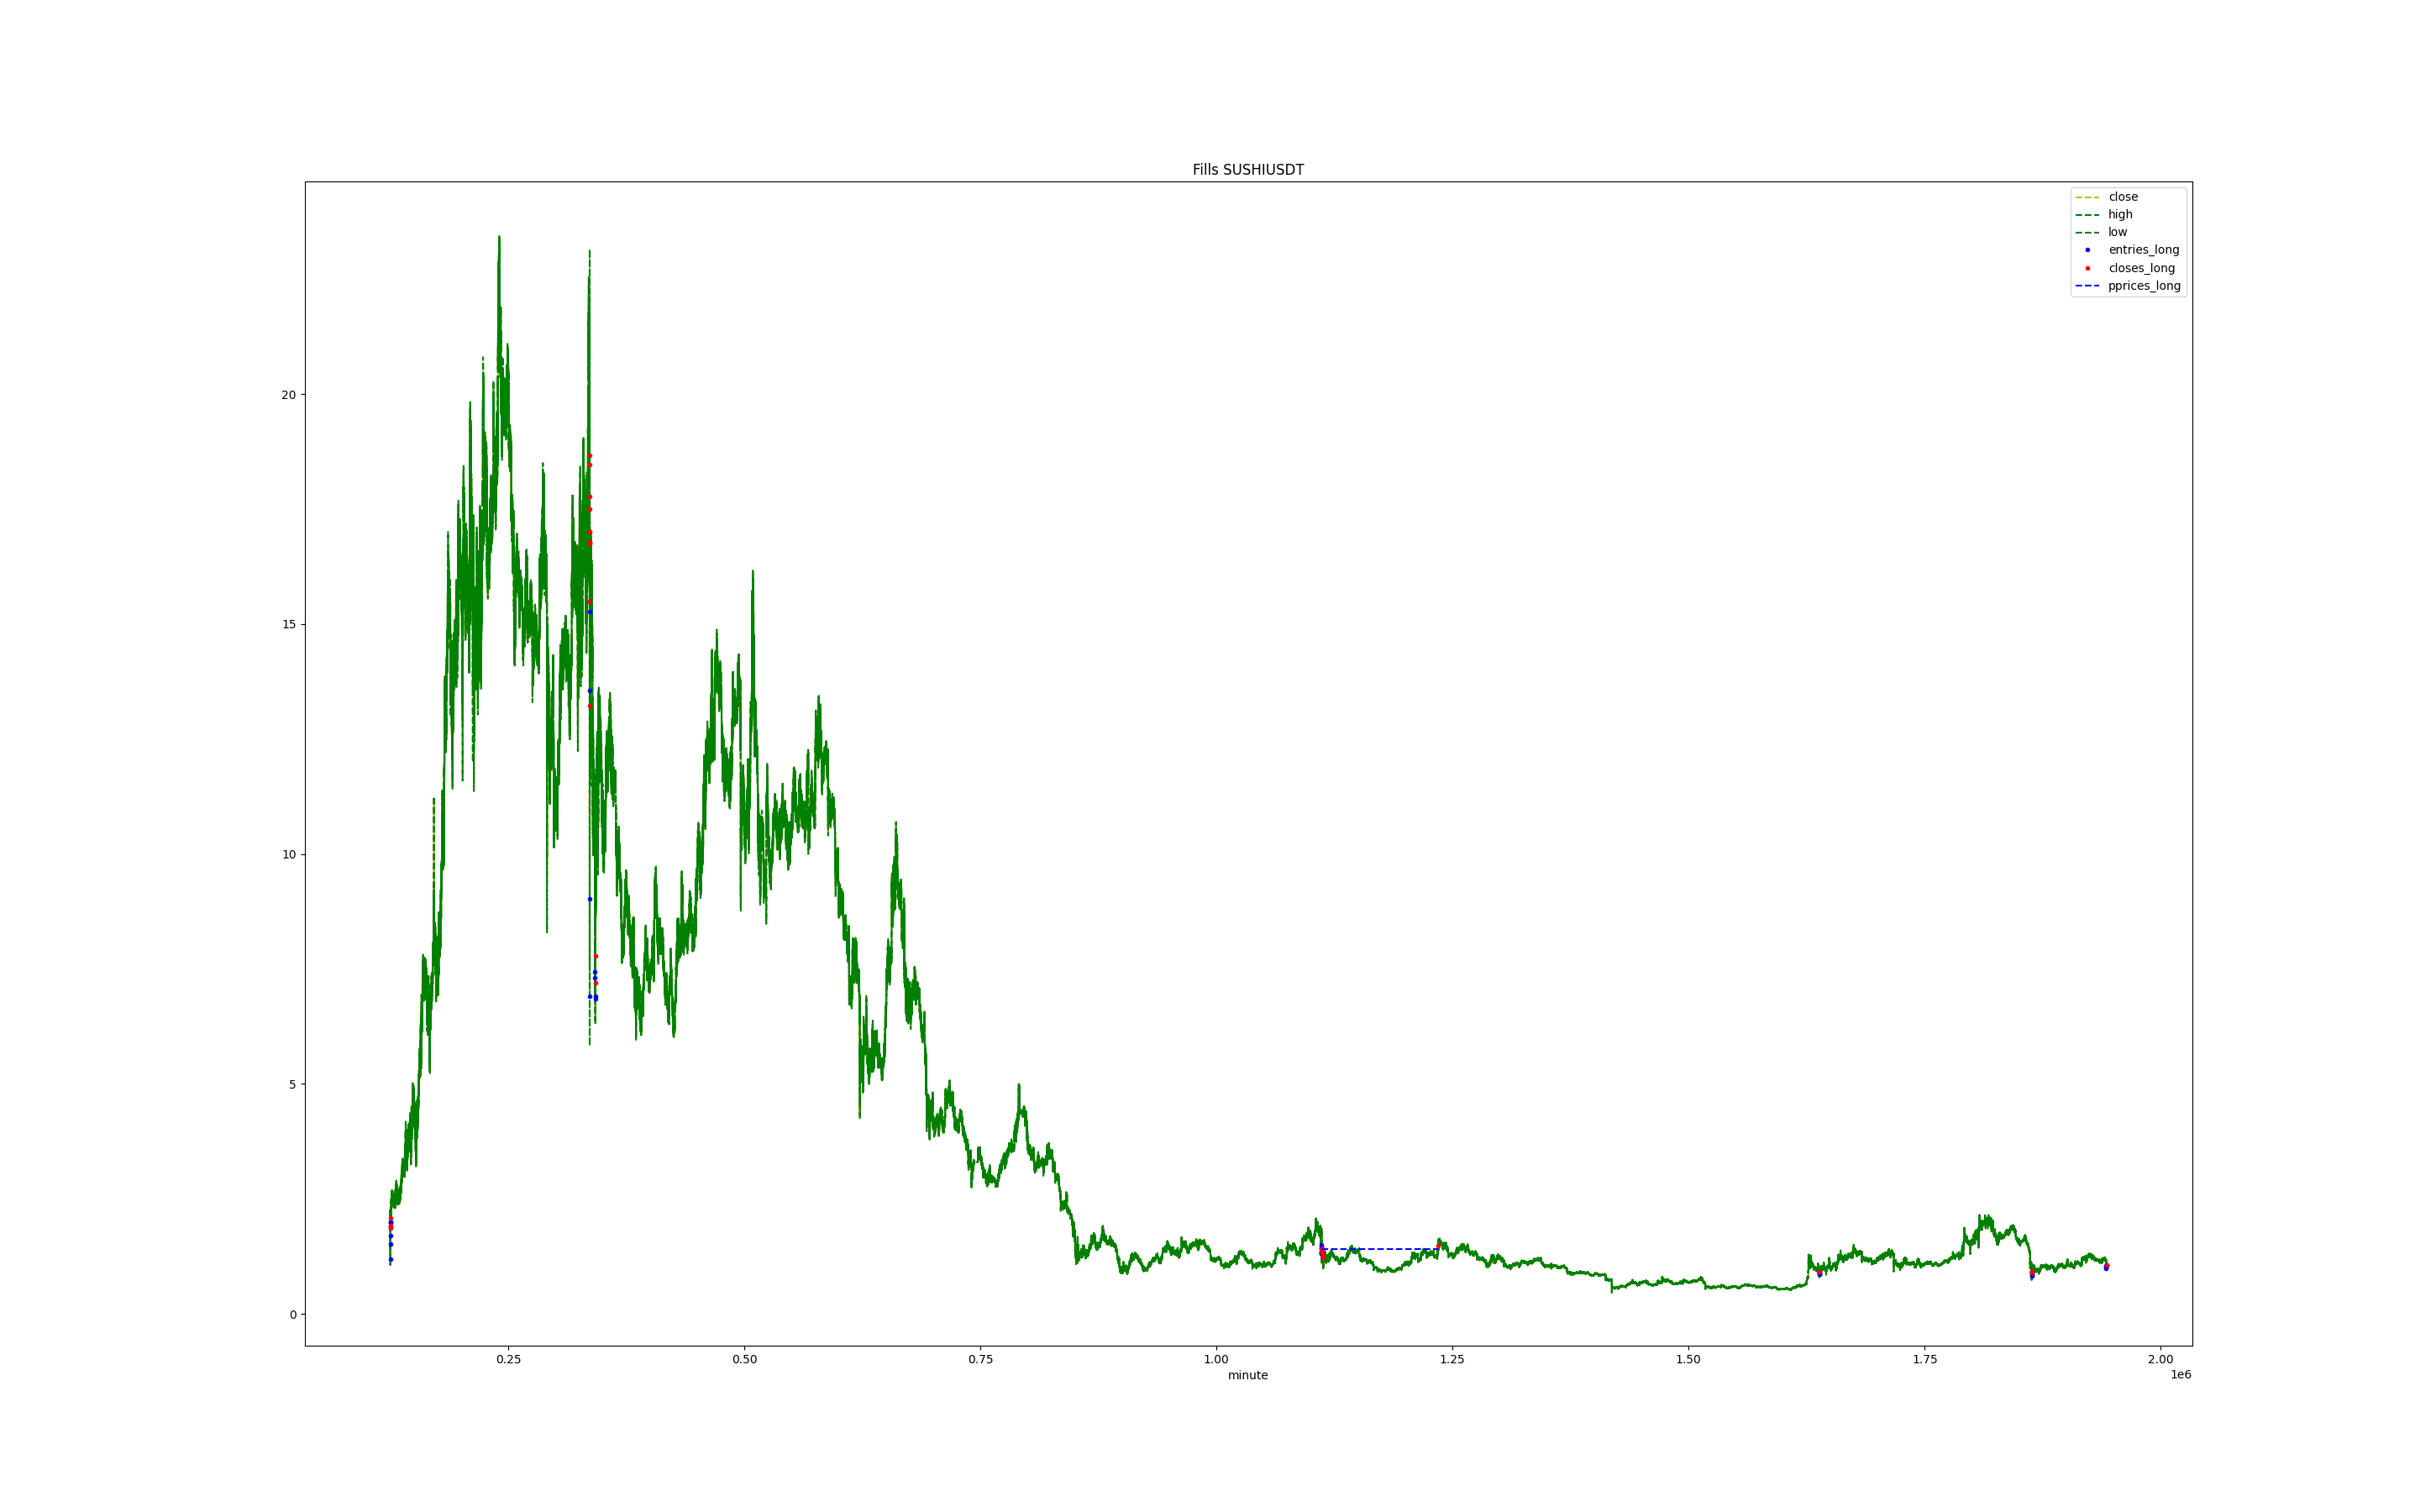 Fills SUSHIUSDT
close
high
low
entries_long
closes_long
pprices_long
20
15
10
5
0
0.25 0.50 0.75 1.00 1.25 1.50 1.75 2.00
minute
1e6